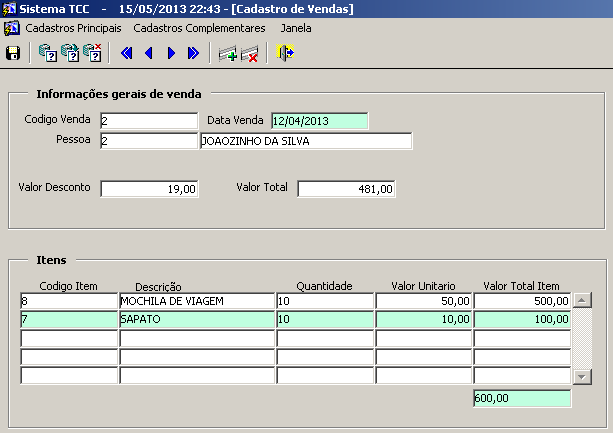 Sistema TCC - 15/05/2013 22:43 - [Cadastro de Vendas]
Cadastros Principais Cadastros Complementares Janela
Informações gerais de venda
Codigo Venda 2 Data Venda 12/04/2013
Pessoa 2 JOAOZINHO DA SILVA
Valor Desconto 19,00 Valor Total 481,00
Itens
Codigo Item Descrição Quantidade Valor Unitario Valor Total Item
8 MOCHILA DE VIAGEM 10 50,00 500,00
7 SAPATO 10 10,00 100,00
600,00